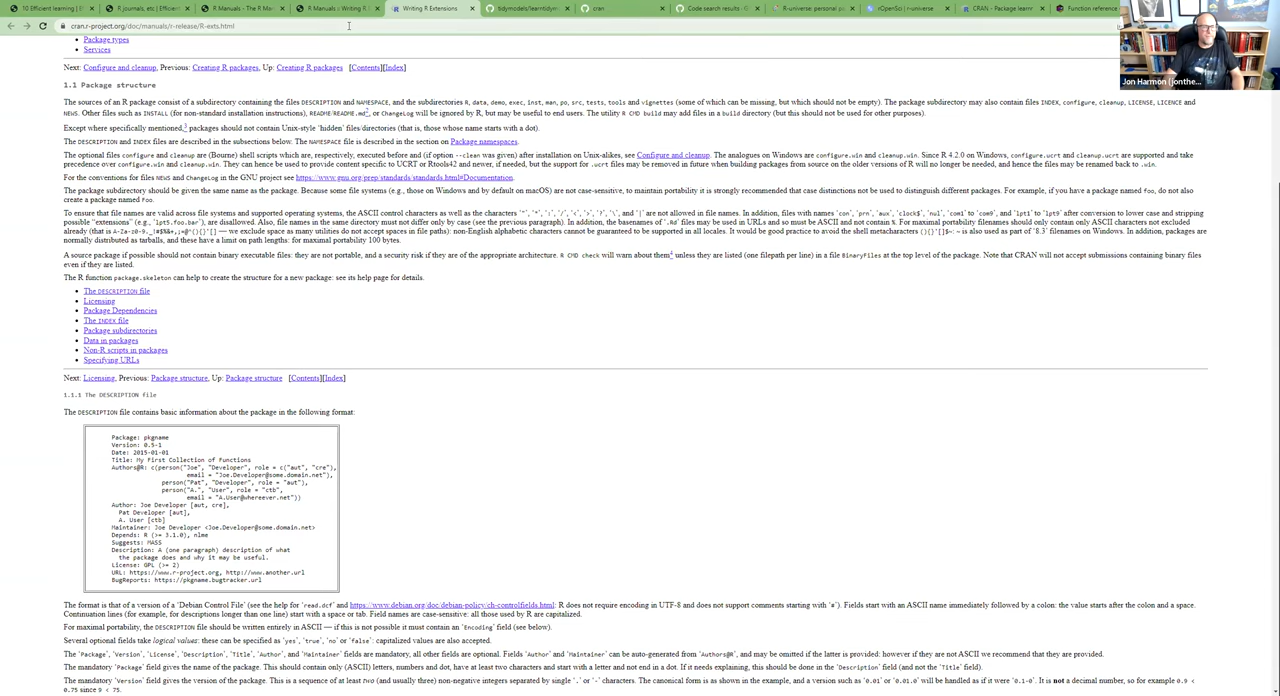 10 Efficient learning | E
R journals, etc | Efficien
R Manuals - The R Ma
R Manuals :: Writing R
Writing R Extensions
tidymodels/learntidym
cran
Code search results · G
R-universe personal pa
rOpenSci | R-universe
CRAN - Package learnr
Function reference
cran.r-project.org/doc/manuals/r-release/R-exts.html
Package types
Services
Next: Configure and cleanup, Previous: Creating R packages, Up: Creating R packages [Contents][Index]
1.1 Package structure
The sources of an R package consist of a subdirectory containing the files DESCRIPTION and NAMESPACE, and the subdirectories R, data, demo, exec, inst, man, po, src, tests, tools and vignettes (some of which can be missing, but which should not be empty). The package subdirectory may also contain files INDEX, configure, cleanup, LICENSE, LICENCE and
NEWS. Other files such as INSTALL (for non-standard installation instructions), README/README.md2, or ChangeLog will be ignored by R, but may be useful to end users. The utility R CMD build may add files in a build directory (but this should not be used for other purposes).
Except where specifically mentioned,3 packages should not contain Unix-style ‘hidden’ files/directories (that is, those whose name starts with a dot).
The DESCRIPTION and INDEX files are described in the subsections below. The NAMESPACE file is described in the section on Package namespaces.
The optional files configure and cleanup are (Bourne) shell scripts which are, respectively, executed before and (if option --clean was given) after installation on Unix-alikes, see Configure and cleanup. The analogues on Windows are configure.win and cleanup.win. Since R 4.2.0 on Windows, configure.ucrt and cleanup.ucrt are supported and take
precedence over configure.win and cleanup.win. They can hence be used to provide content specific to UCRT or Rtools42 and newer, if needed, but the support for .ucrt files may be removed in future when building packages from source on the older versions of R will no longer be needed, and hence the files may be renamed back to .win.
For the conventions for files NEWS and ChangeLog in the GNU project see https://www.gnu.org/prep/standards/standards.html#Documentation.
The package subdirectory should be given the same name as the package. Because some file systems (e.g., those on Windows and by default on macOS) are not case-sensitive, to maintain portability it is strongly recommended that case distinctions not be used to distinguish different packages. For example, if you have a package named foo, do not also
create a package named Foo.
To ensure that file names are valid across file systems and supported operating systems, the ASCII control characters as well as the characters ‘"’, ‘*’, ‘:’, ‘/’, ‘<’, ‘>’, ‘?’, ‘\’, and ‘|’ are not allowed in file names. In addition, files with names ‘con’, ‘prn’, ‘aux’, ‘clock$’, ‘nul’, ‘com1’ to ‘com9’, and ‘lpt1’ to ‘lpt9’ after conversion to lower case and stripping
possible “extensions” (e.g., ‘lpt5.foo.bar’), are disallowed. Also, file names in the same directory must not differ only by case (see the previous paragraph). In addition, the basenames of ‘.Rd’ files may be used in URLs and so must be ASCII and not contain %. For maximal portability filenames should only contain only ASCII characters not excluded
already (that is A-Za-z0-9._!#$%&+,;=@^(){}'[] — we exclude space as many utilities do not accept spaces in file paths): non-English alphabetic characters cannot be guaranteed to be supported in all locales. It would be good practice to avoid the shell metacharacters (){}'[]$~: ~ is also used as part of ‘8.3’ filenames on Windows. In addition, packages are
normally distributed as tarballs, and these have a limit on path lengths: for maximal portability 100 bytes.
A source package if possible should not contain binary executable files: they are not portable, and a security risk if they are of the appropriate architecture. R CMD check will warn about them4 unless they are listed (one filepath per line) in a file BinaryFiles at the top level of the package. Note that CRAN will not accept submissions containing binary files
even if they are listed.
The R function package.skeleton can help to create the structure for a new package: see its help page for details.
The DESCRIPTION file
Licensing
Package Dependencies
The INDEX file
Package subdirectories
Data in packages
Non-R scripts in packages
Specifying URLs
Next: Licensing, Previous: Package structure, Up: Package structure [Contents][Index]
1.1.1 The DESCRIPTION file
The DESCRIPTION file contains basic information about the package in the following format:
Package: pkgname
Version: 0.5-1
Date: 2015-01-01
Title: My First Collection of Functions
Authors@R: c(person("Joe", "Developer", role = c("aut", "cre"),
email = "Joe.Developer@some.domain.net"),
person("Pat", "Developer", role = "aut"),
person("A.", "User", role = "ctb",
email = "A.User@whereever.net"))
Author: Joe Developer [aut, cre],
Pat Developer [aut],
A. User [ctb]
Maintainer: Joe Developer <Joe.Developer@some.domain.net>
Depends: R (>= 3.1.0), nlme
Suggests: MASS
Description: A (one paragraph) description of what
the package does and why it may be useful.
License: GPL (>= 2)
URL: https://www.r-project.org, http://www.another.url
BugReports: https://pkgname.bugtracker.url
The format is that of a version of a ‘Debian Control File’ (see the help for ‘read.dcf’ and https://www.debian.org/doc/debian-policy/ch-controlfields.html: R does not require encoding in UTF-8 and does not support comments starting with ‘#’). Fields start with an ASCII name immediately followed by a colon: the value starts after the colon and a space.
Continuation lines (for example, for descriptions longer than one line) start with a space or tab. Field names are case-sensitive: all those used by R are capitalized.
For maximal portability, the DESCRIPTION file should be written entirely in ASCII — if this is not possible it must contain an ‘Encoding’ field (see below).
Several optional fields take logical values: these can be specified as ‘yes’, ‘true’, ‘no’ or ‘false’: capitalized values are also accepted.
The ‘Package’, ‘Version’, ‘License’, ‘Description’, ‘Title’, ‘Author’, and ‘Maintainer’ fields are mandatory, all other fields are optional. Fields ‘Author’ and ‘Maintainer’ can be auto-generated from ‘Authors@R’, and may be omitted if the latter is provided: however if they are not ASCII we recommend that they are provided.
The mandatory ‘Package’ field gives the name of the package. This should contain only (ASCII) letters, numbers and dot, have at least two characters and start with a letter and not end in a dot. If it needs explaining, this should be done in the ‘Description’ field (and not the ‘Title’ field).
The mandatory ‘Version’ field gives the version of the package. This is a sequence of at least two (and usually three) non-negative integers separated by single ‘.’ or ‘-’ characters. The canonical form is as shown in the example, and a version such as ‘0.01’ or ‘0.01.0’ will be handled as if it were ‘0.1-0’. It is not a decimal number, so for example 0.9 <
0.75 since 9 < 75.
Jon Harmon (jonthe